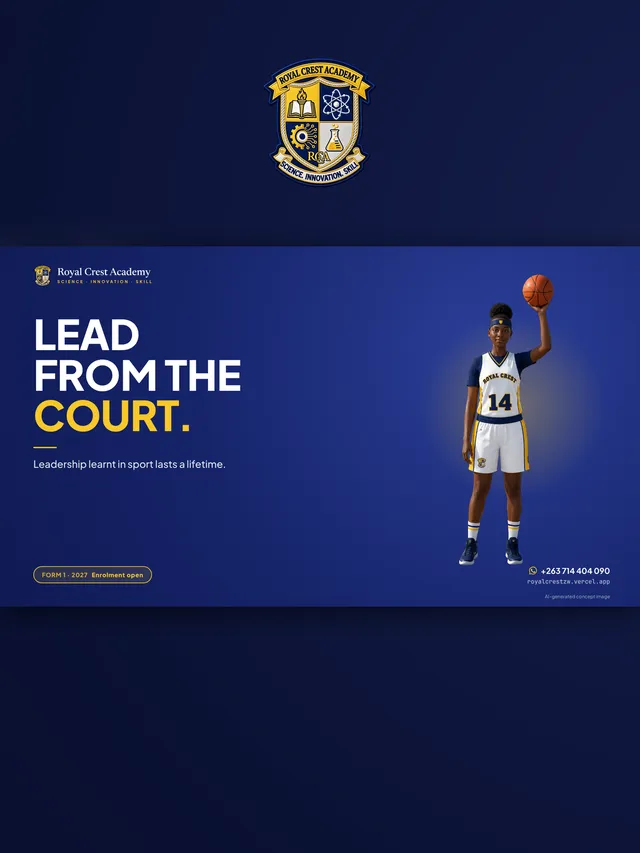 ROYAL CREST ACADEMY
RCA
SCIENCE. INNOVATION. SKILL
Royal Crest Academy
SCIENCE · INNOVATION · SKILL
LEAD
FROM THE
COURT.
Leadership learnt in sport lasts a lifetime.
ROYAL CREST
14
FORM 1 · 2027 Enrolment open
+263 714 404 090
royalcrestzw.vercel.app
AI-generated concept image